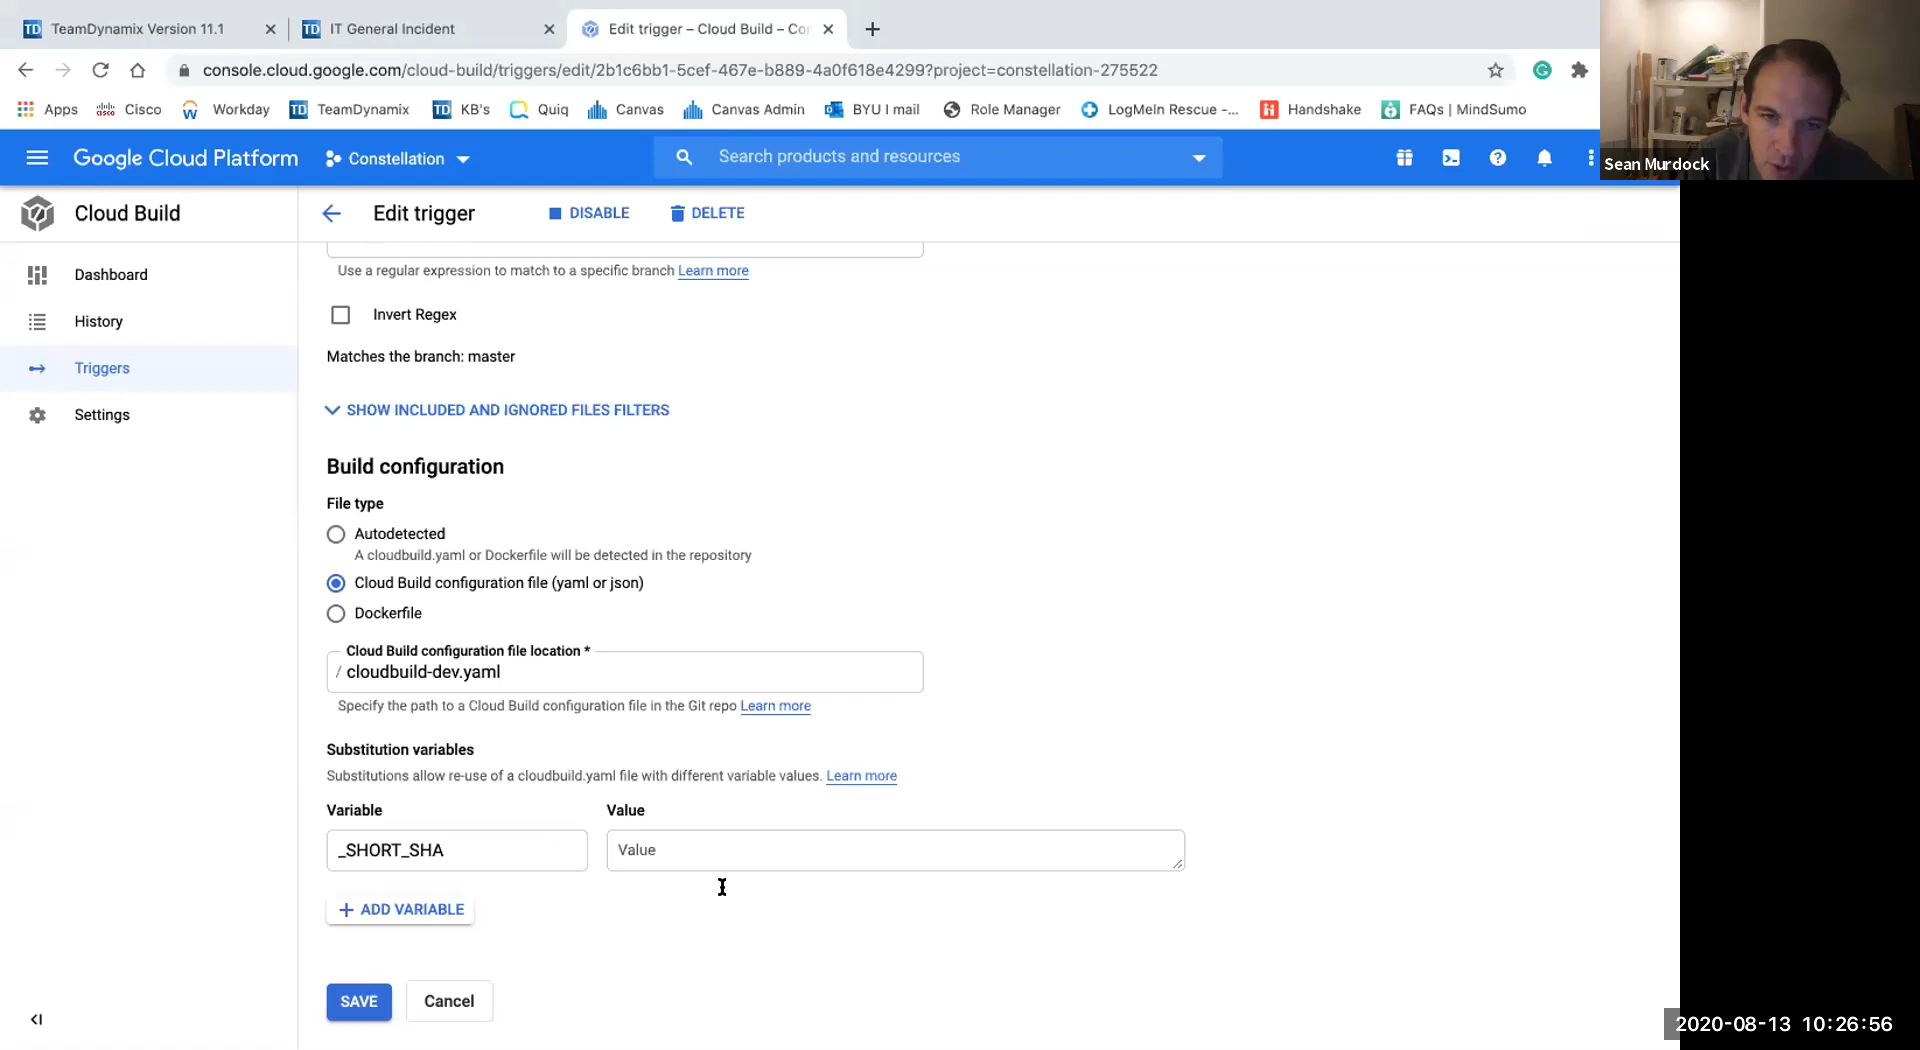 TeamDynamix Version 11.1
IT General Incident
Edit trigger – Cloud Build – Con
console.cloud.google.com/cloud-build/triggers/edit/2b1c6bb1-5cef-467e-b889-4a0f618e4299?project=constellation-275522
Apps Cisco Workday TeamDynamix KB's Quiq Canvas Canvas Admin BYU I mail Role Manager LogMeIn Rescue -... Handshake FAQs | MindSumo
Google Cloud Platform Constellation Search products and resources
Sean Murdock
Cloud Build
Edit trigger DISABLE DELETE
Dashboard
History
Triggers
Settings
Use a regular expression to match to a specific branch Learn more
Invert Regex
Matches the branch: master
SHOW INCLUDED AND IGNORED FILES FILTERS
Build configuration
File type
Autodetected
A cloudbuild.yaml or Dockerfile will be detected in the repository
Cloud Build configuration file (yaml or json)
Dockerfile
Cloud Build configuration file location *
/ cloudbuild-dev.yaml
Specify the path to a Cloud Build configuration file in the Git repo Learn more
Substitution variables
Substitutions allow re-use of a cloudbuild.yaml file with different variable values. Learn more
Variable Value
_SHORT_SHA Value
+ ADD VARIABLE
SAVE Cancel
2020-08-13 10:26:56